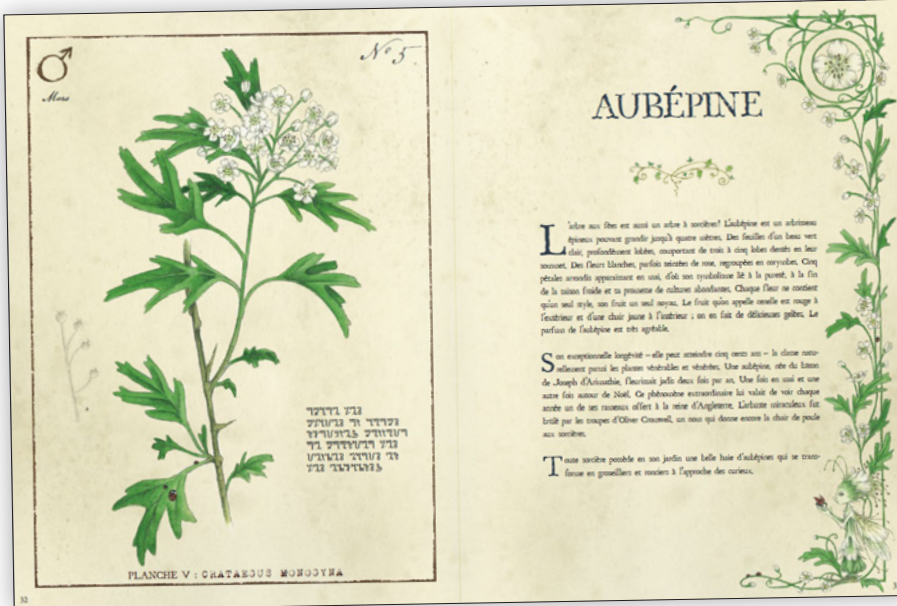 Nº 5
Mars
PLANCHE V : CRATAEGUS MONOGYNA
32
AUBÉPINE
L'arbre aux fées est aussi un arbre à sorcières! L'aubépine est un arbrisseau
épineux pouvant grandir jusqu'à quatre mètres. Des feuilles d'un beau vert
clair, profondément lobées, comportant de trois à cinq lobes dentés en leur
sommet. Des fleurs blanches, parfois teintées de rose, regroupées en corymbes. Cinq
pétales arrondis apparaissent en mai, d'où son symbolisme lié à la pureté, à la fin
de la saison froide et sa promesse de cultures abondantes. Chaque fleur ne contient
qu'un seul style, son fruit un seul noyau. Le fruit qu'on appelle cenelle est rouge à
l'extérieur et d'une chair jaune à l'intérieur ; on en fait de délicieuses gelées. Le
parfum de l'aubépine est très agréable.
Son exceptionnelle longévité – elle peut atteindre cinq cents ans – la classe natu-
rellement parmi les plantes vénérables et vénérées. Une aubépine, née du bâton
de Joseph d'Arimathie, fleurissait jadis deux fois par an. Une fois en mai et une
autre fois autour de Noël. Ce phénomène extraordinaire lui valait de voir chaque
année un de ses rameaux offert à la reine d'Angleterre. L'arbuste miraculeux fut
brûlé par les troupes d'Oliver Cromwell, un nom qui donne encore la chair de poule
aux sorcières.
Toute sorcière possède en son jardin une belle haie d'aubépines qui se trans-
forme en groseilliers et ronciers à l'approche des curieux.